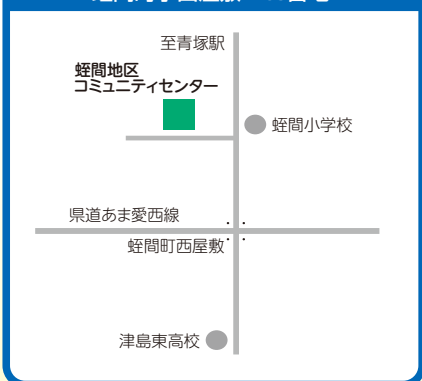 至青塚駅
蛭間地区
コミュニティセンター
蛭間小学校
県道あま愛西線
蛭間町西屋敷
津島東高校